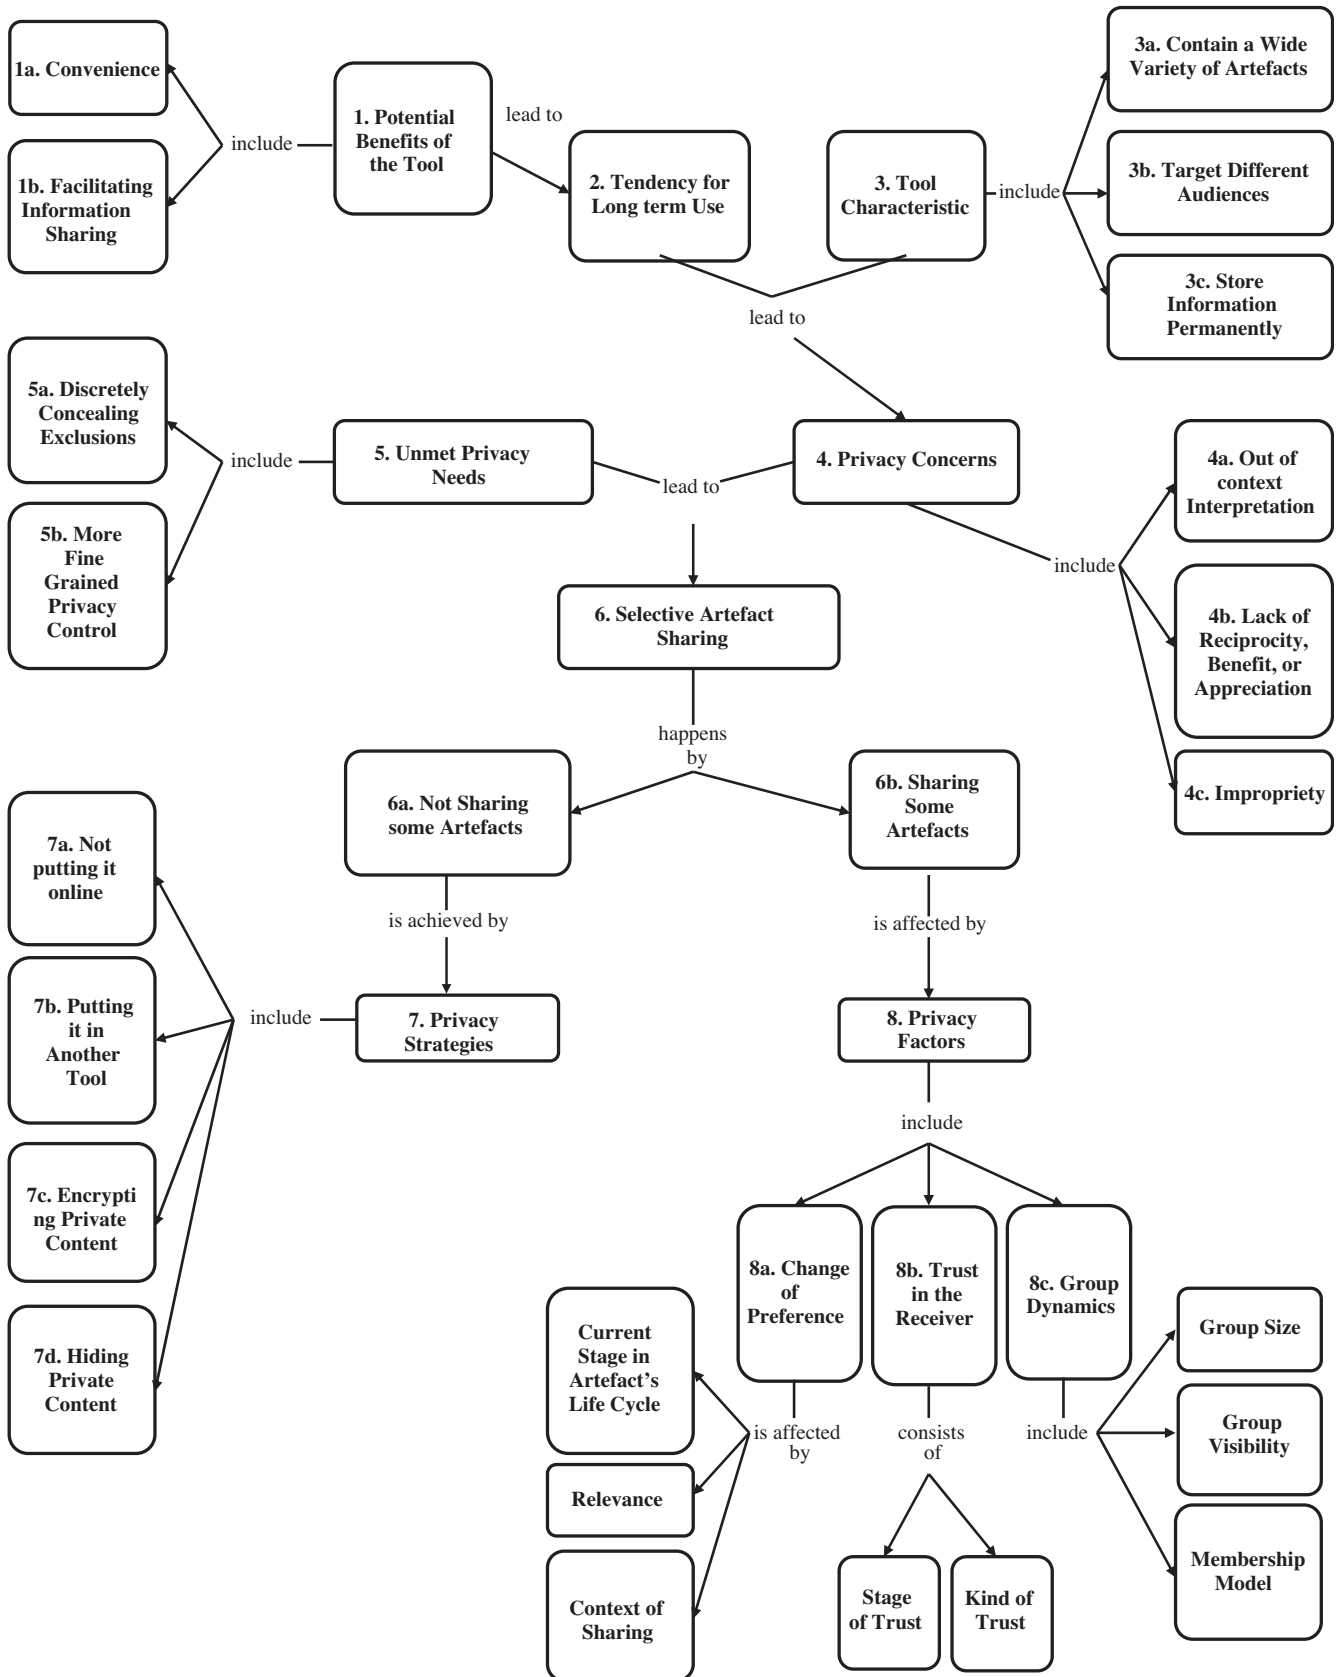 1a. Convenience
include
1b. Facilitating
Information
Sharing
1. Potential
Benefits of
the Tool
lead to
2. Tendency for
Long term Use
3. Tool
Characteristic
include
3a. Contain a Wide
Variety of Artefacts
3b. Target Different
Audiences
3c. Store
Information
Permanently
lead to
5a. Discretely
Concealing
Exclusions
include
5b. More
Fine
Grained
Privacy
Control
5. Unmet Privacy
Needs
lead to
4. Privacy Concerns
include
4a. Out of
context
Interpretation
4b. Lack of
Reciprocity,
Benefit, or
Appreciation
4c. Impropriety
6. Selective Artefact
Sharing
happens
by
6a. Not Sharing
some Artefacts
6b. Sharing
Some
Artefacts
is achieved by
is affected by
7. Privacy
Strategies
include
7a. Not
putting it
online
7b. Putting
it in
Another
Tool
7c. Encrypti
ng Private
Content
7d. Hiding
Private
Content
8. Privacy
Factors
include
8a. Change
of
Preference
8b. Trust
in the
Receiver
8c. Group
Dynamics
is affected
by
Current
Stage in
Artefact's
Life Cycle
Relevance
Context of
Sharing
consists
of
Stage
of Trust
Kind of
Trust
include
Group Size
Group
Visibility
Membership
Model